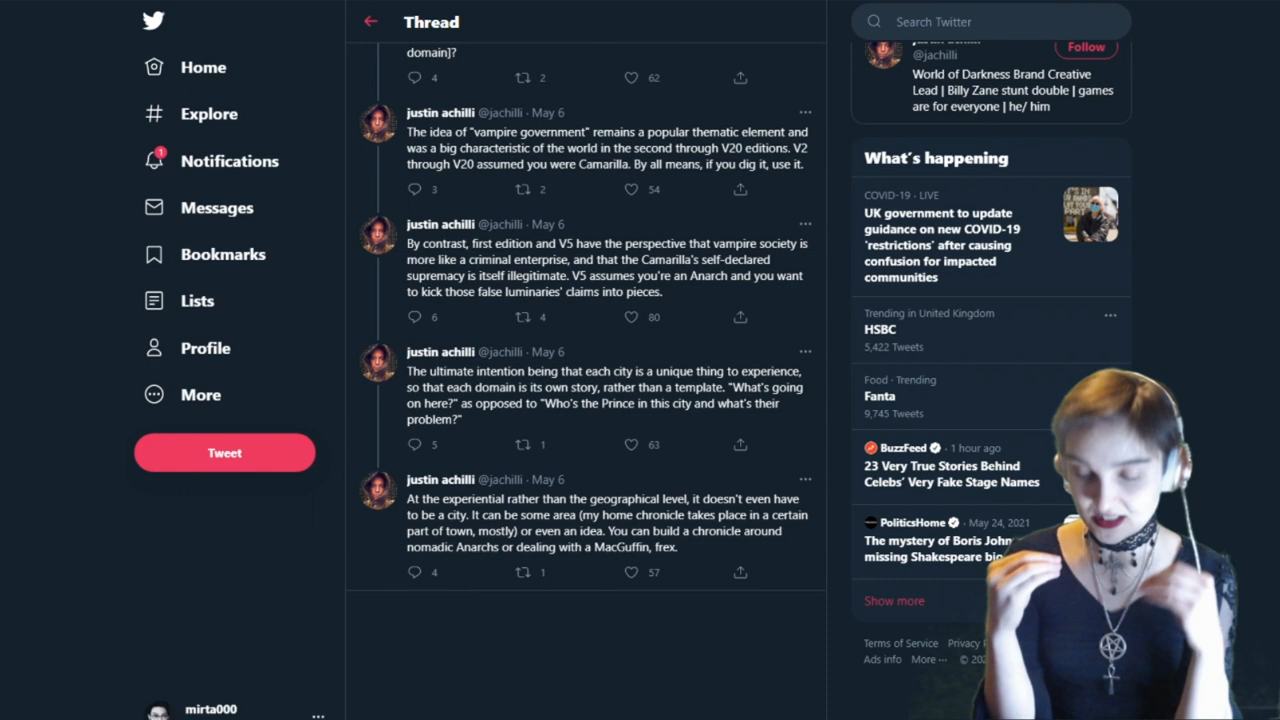 Home
Explore
1
Notifications
Messages
Bookmarks
Lists
Profile
More
Tweet
mirta000
Thread
domain]?
4 2 62
justin achilli @jachilli · May 6
The idea of "vampire government" remains a popular thematic element and
was a big characteristic of the world in the second through V20 editions. V2
through V20 assumed you were Camarilla. By all means, if you dig it, use it.
3 2 54
justin achilli @jachilli · May 6
By contrast, first edition and V5 have the perspective that vampire society is
more like a criminal enterprise, and that the Camarilla's self-declared
supremacy is itself illegitimate. V5 assumes you're an Anarch and you want
to kick those false luminaries' claims into pieces.
6 4 80
justin achilli @jachilli · May 6
The ultimate intention being that each city is a unique thing to experience,
so that each domain is its own story, rather than a template. "What's going
on here?" as opposed to "Who's the Prince in this city and what's their
problem?"
5 1 63
justin achilli @jachilli · May 6
At the experiential rather than the geographical level, it doesn't even have
to be a city. It can be some area (my home chronicle takes place in a certain
part of town, mostly) or even an idea. You can build a chronicle around
nomadic Anarchs or dealing with a MacGuffin, frex.
4 1 57
Search Twitter
justin achilli
@jachilli
Follow
World of Darkness Brand Creative
Lead | Billy Zane stunt double | games
are for everyone | he/ him
What's happening
COVID-19 · LIVE
UK government to update
guidance on new COVID-19
'restrictions' after causing
confusion for impacted
communities
Trending in United Kingdom
HSBC
5,422 Tweets
Food · Trending
Fanta
9,745 Tweets
BuzzFeed · 1 hour ago
23 Very True Stories Behind
Celebs' Very Fake Stage Names
PoliticsHome · May 24, 2021
The mystery of Boris John
missing Shakespeare bio
Show more
Terms of Service Privacy
Ads info More ··· ©